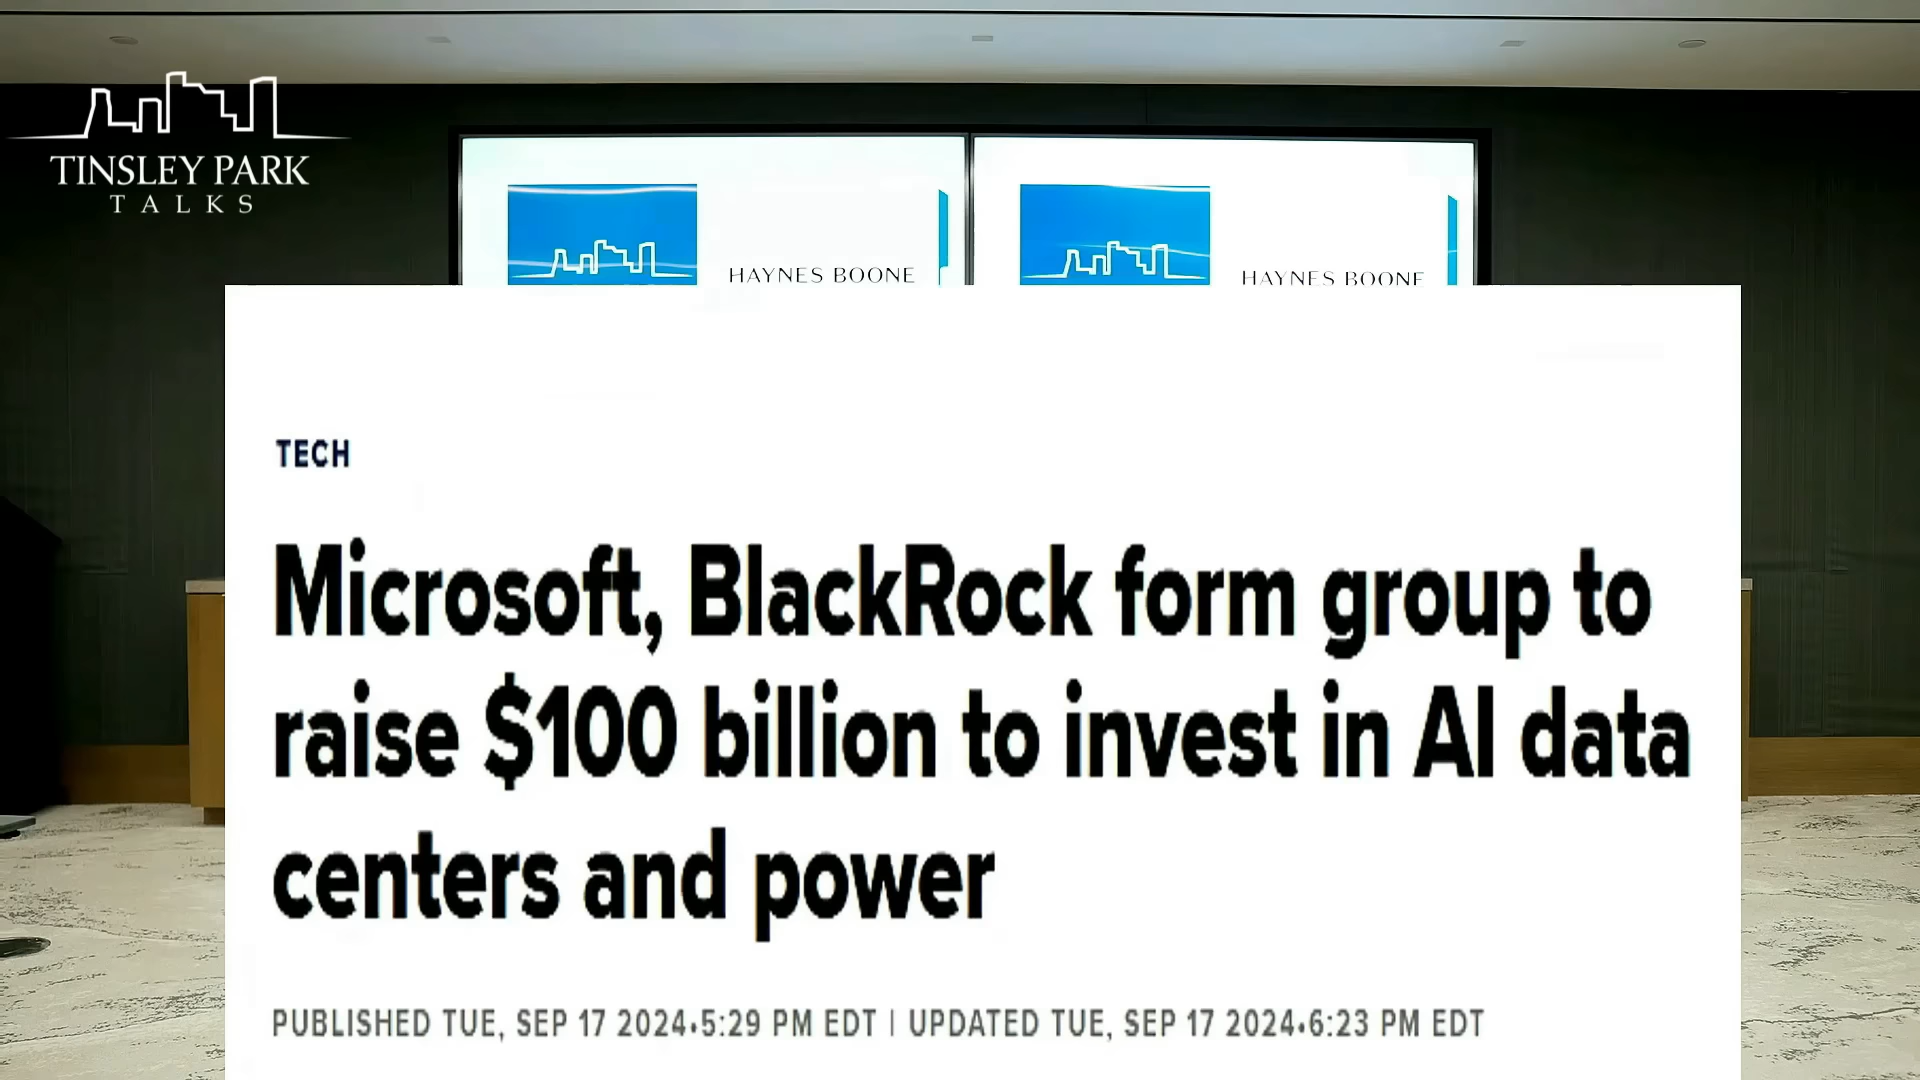 TINSLEY PARK
TALKS
HAYNES BOONE
HAYNES BOONE
TECH
Microsoft, BlackRock form group to
raise $100 billion to invest in AI data
centers and power
PUBLISHED TUE, SEP 17 2024•5:29 PM EDT | UPDATED TUE, SEP 17 2024•6:23 PM EDT